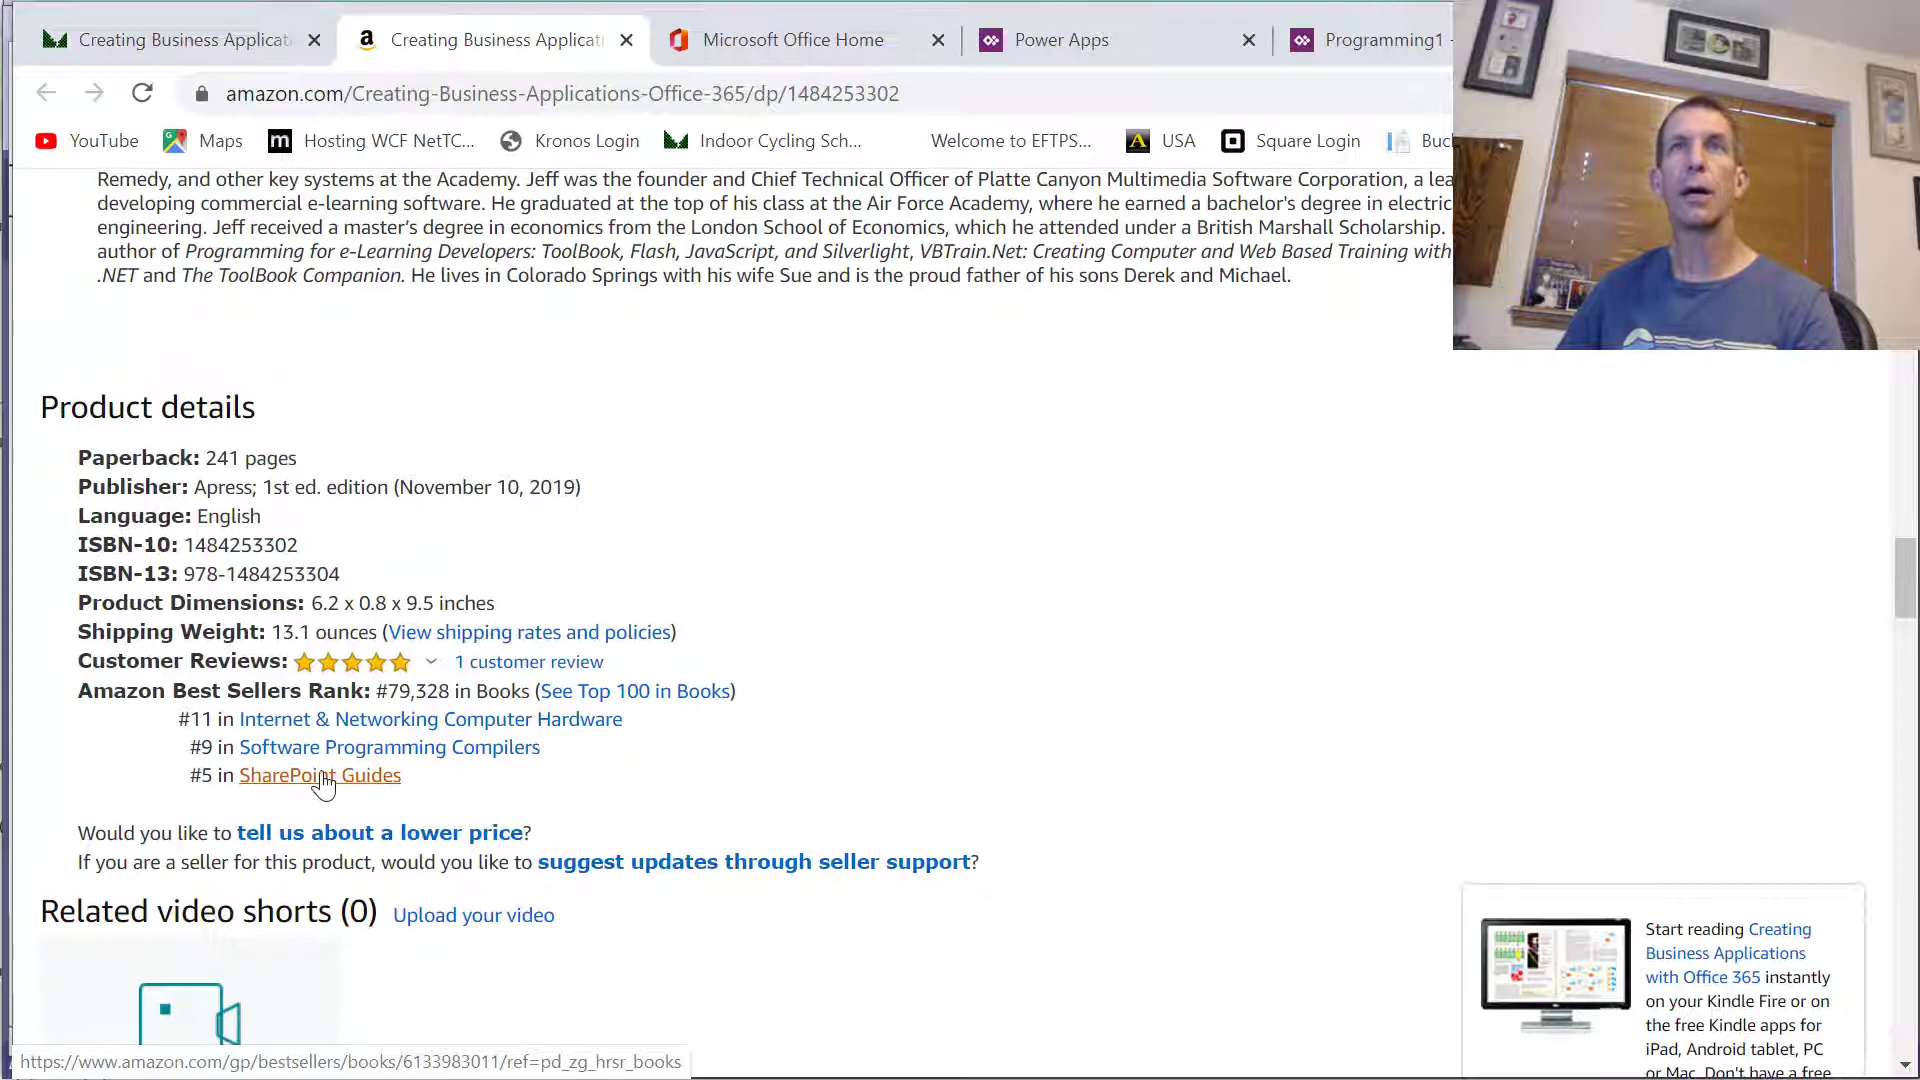 Creating Business Applicat
Creating Business Applicat
Microsoft Office Home
Power Apps
Programming1 -
amazon.com/Creating-Business-Applications-Office-365/dp/1484253302
YouTube
Maps
Hosting WCF NetTC...
Kronos Login
Indoor Cycling Sch...
Welcome to EFTPS...
USA
Square Login
Buc
Remedy, and other key systems at the Academy. Jeff was the founder and Chief Technical Officer of Platte Canyon Multimedia Software Corporation, a lea
developing commercial e-learning software. He graduated at the top of his class at the Air Force Academy, where he earned a bachelor's degree in electric
engineering. Jeff received a master’s degree in economics from the London School of Economics, which he attended under a British Marshall Scholarship.
author of Programming for e-Learning Developers: ToolBook, Flash, JavaScript, and Silverlight, VBTrain.Net: Creating Computer and Web Based Training with
.NET and The ToolBook Companion. He lives in Colorado Springs with his wife Sue and is the proud father of his sons Derek and Michael.
Product details
Paperback: 241 pages
Publisher: Apress; 1st ed. edition (November 10, 2019)
Language: English
ISBN-10: 1484253302
ISBN-13: 978-1484253304
Product Dimensions: 6.2 x 0.8 x 9.5 inches
Shipping Weight: 13.1 ounces (View shipping rates and policies)
Customer Reviews: 1 customer review
Amazon Best Sellers Rank: #79,328 in Books (See Top 100 in Books)
#11 in Internet & Networking Computer Hardware
#9 in Software Programming Compilers
#5 in SharePoint Guides
Would you like to tell us about a lower price?
If you are a seller for this product, would you like to suggest updates through seller support?
Related video shorts (0) Upload your video
Start reading Creating
Business Applications
with Office 365 instantly
on your Kindle Fire or on
the free Kindle apps for
iPad, Android tablet, PC
or Mac. Don't have a free
https://www.amazon.com/gp/bestsellers/books/6133983011/ref=pd_zg_hrsr_books